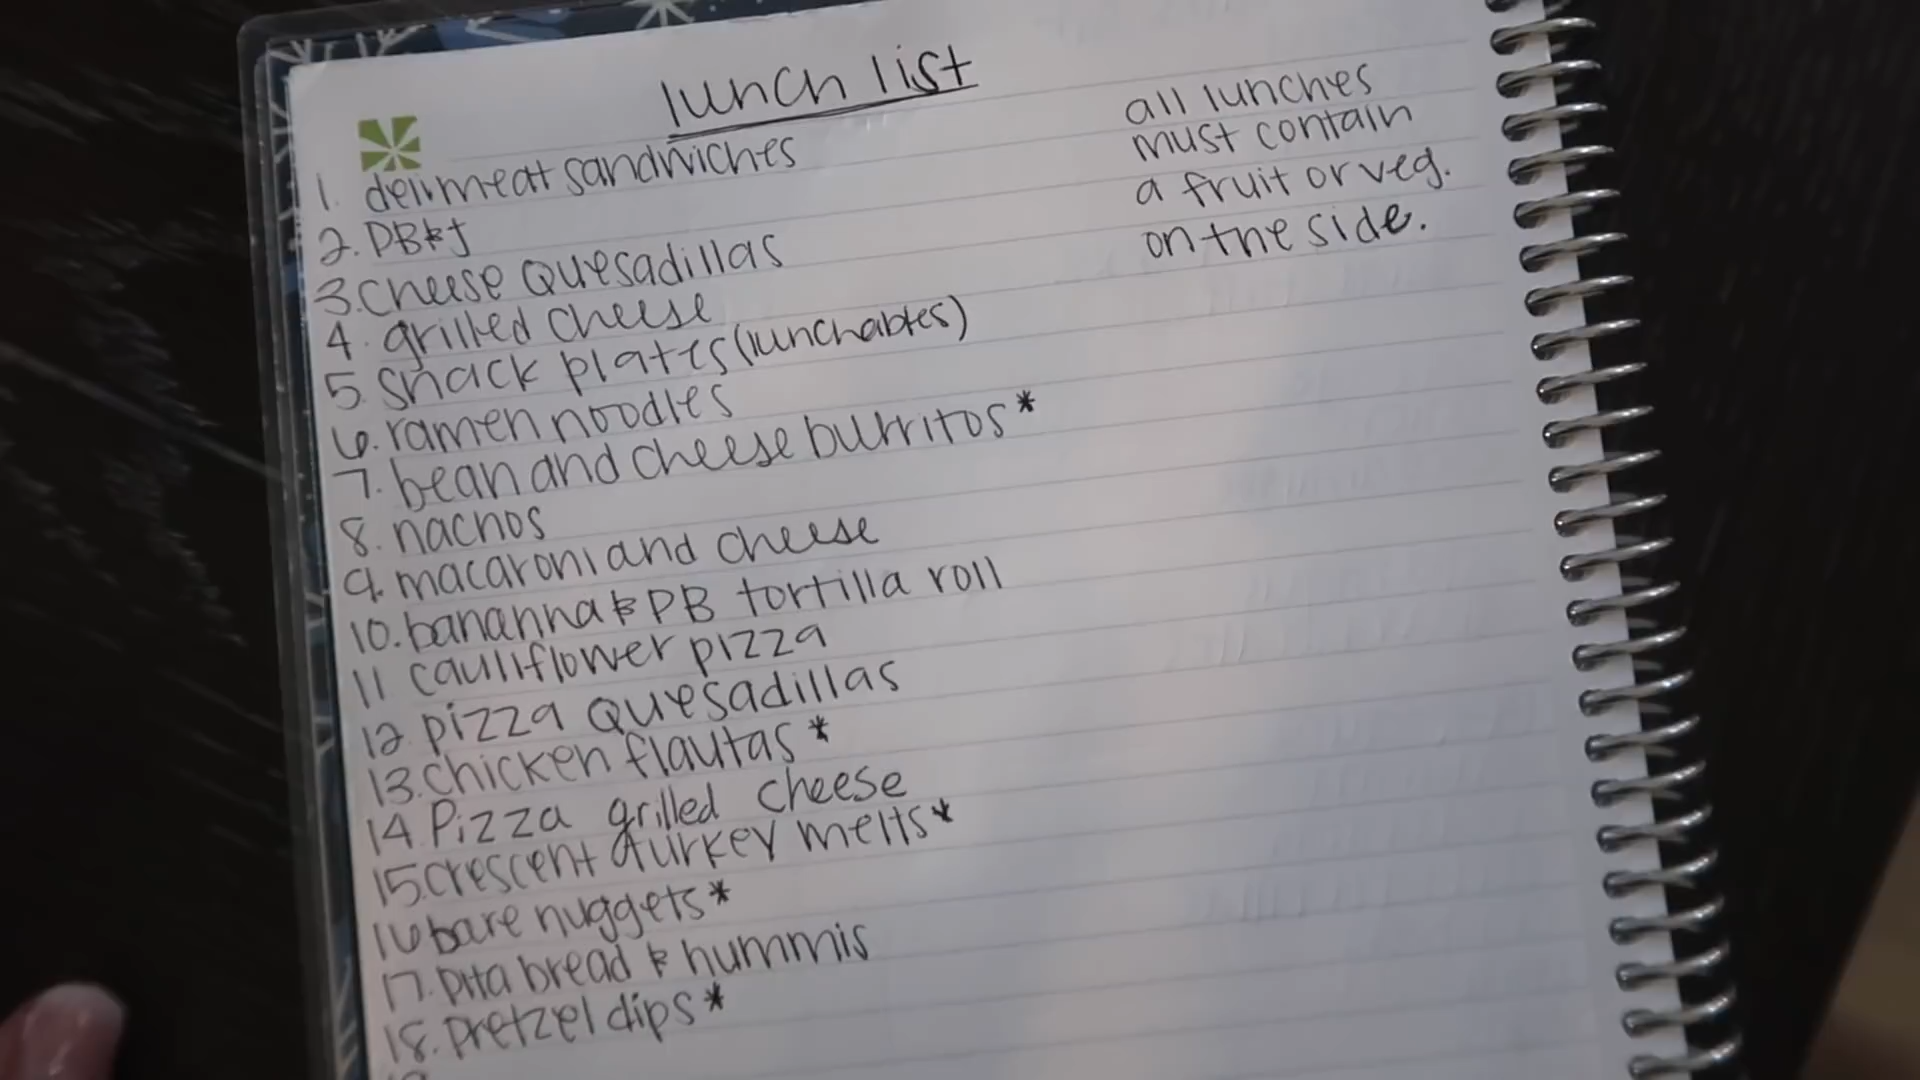 lunch list
all lunches
must contain
a fruit or veg.
on the side.
1. deli meat sandwiches
2. PB&J
3. cheese quesadillas
4. grilled cheese
5. snack plates (lunchables)
6. ramen noodles
7. bean and cheese burritos*
8. nachos
9. macaroni and cheese
10. bananna & PB tortilla roll
11 cauliflower pizza
12. pizza quesadillas
13. chicken flautas*
14. Pizza grilled cheese
15. crescent turkey melts*
16 bare nuggets*
17. pita bread & hummis
18. pretzel dips*